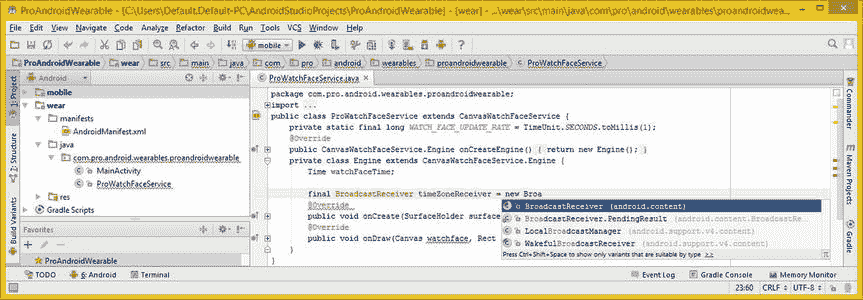 ProAndroidWearable - [C:\Users\Default.Default-PC\AndroidStudioProjects\ProAndroidWearable] - [wear] - ...\wear\src\main\java\com\pro\android\wearables\proandroidwea...
File Edit View Navigate Code Analyze Refactor Build Run Tools VCS Window Help
mobile
ProAndroidWearable wear src main java com pro android wearables proandroidwearable ProWatchFaceService
1: Project
2: Structure
Build Variants
Android
mobile
wear
manifests
AndroidManifest.xml
java
com.pro.android.wearables.proandroidwearable
MainActivity
ProWatchFaceService
res
Gradle Scripts
Favorites
ProAndroidWearable
ProWatchFaceService.java
package com.pro.android.wearables.proandroidwearable;
import ...
public class ProWatchFaceService extends CanvasWatchFaceService {
private static final long WATCH_FACE_UPDATE_RATE = TimeUnit.SECONDS.toMillis(1);
@Override
public CanvasWatchFaceService.Engine onCreateEngine() { return new Engine(); }
private class Engine extends CanvasWatchFaceService.Engine {
Time watchFaceTime;
final BroadcastReceiver timeZoneReceiver = new Broa
@Override
public void onCreate(SurfaceHolder surface
@Override
public void onDraw(Canvas watchface, Rect
}
}
BroadcastReceiver (android.content)
BroadcastReceiver.PendingResult (android.content.BroadcastRe...
LocalBroadcastManager (android.support.v4.content)
WakefulBroadcastReceiver (android.support.v4.content)
Press Ctrl+Shift+Space to show only variants that are suitable by type >>
Commander
Maven Projects
Gradle
TODO 6: Android Terminal Event Log Gradle Console Memory Monitor
23:60 CRLF UTF-8